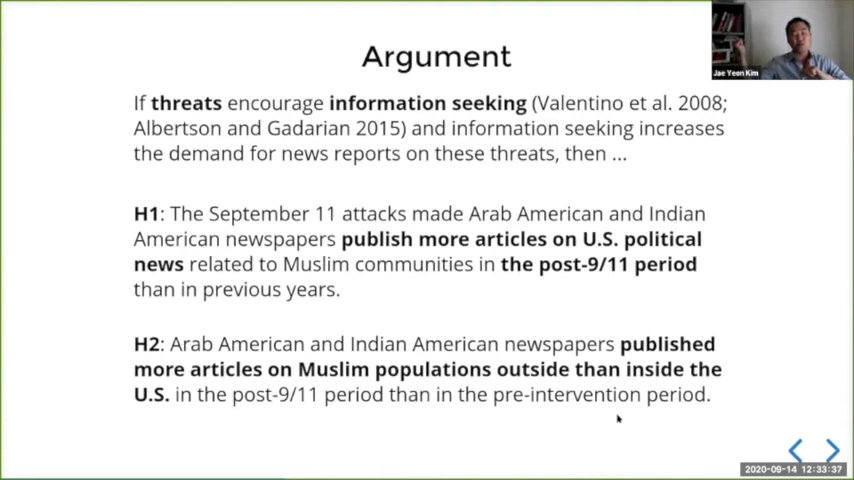 Argument
Jae Yeon Kim
If threats encourage information seeking (Valentino et al. 2008;
Albertson and Gadarian 2015) and information seeking increases
the demand for news reports on these threats, then ...
H1: The September 11 attacks made Arab American and Indian
American newspapers publish more articles on U.S. political
news related to Muslim communities in the post-9/11 period
than in previous years.
H2: Arab American and Indian American newspapers published
more articles on Muslim populations outside than inside the
U.S. in the post-9/11 period than in the pre-intervention period.
2020-09-14 12:33:37